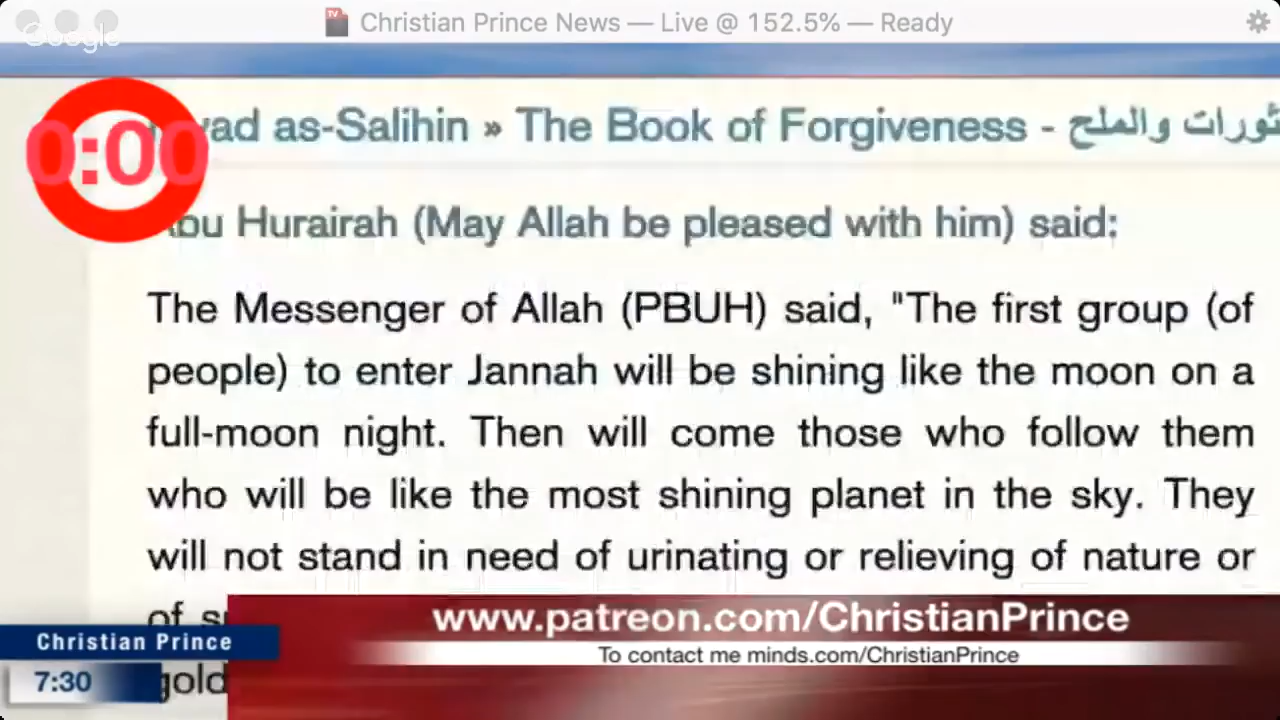 Christian Prince News — Live @ 152.5% — Ready
Google
0:00
as-Salihin » The Book of Forgiveness - والملح
Hurairah (May Allah be pleased with him) said:
The Messenger of Allah (PBUH) said, "The first group (of
people) to enter Jannah will be shining like the moon on a
full-moon night. Then will come those who follow them
who will be like the most shining planet in the sky. They
will not stand in need of urinating or relieving of nature or
of
www.patreon.com/ChristianPrince
Christian Prince
To contact me minds.com/ChristianPrince
7:30
gold